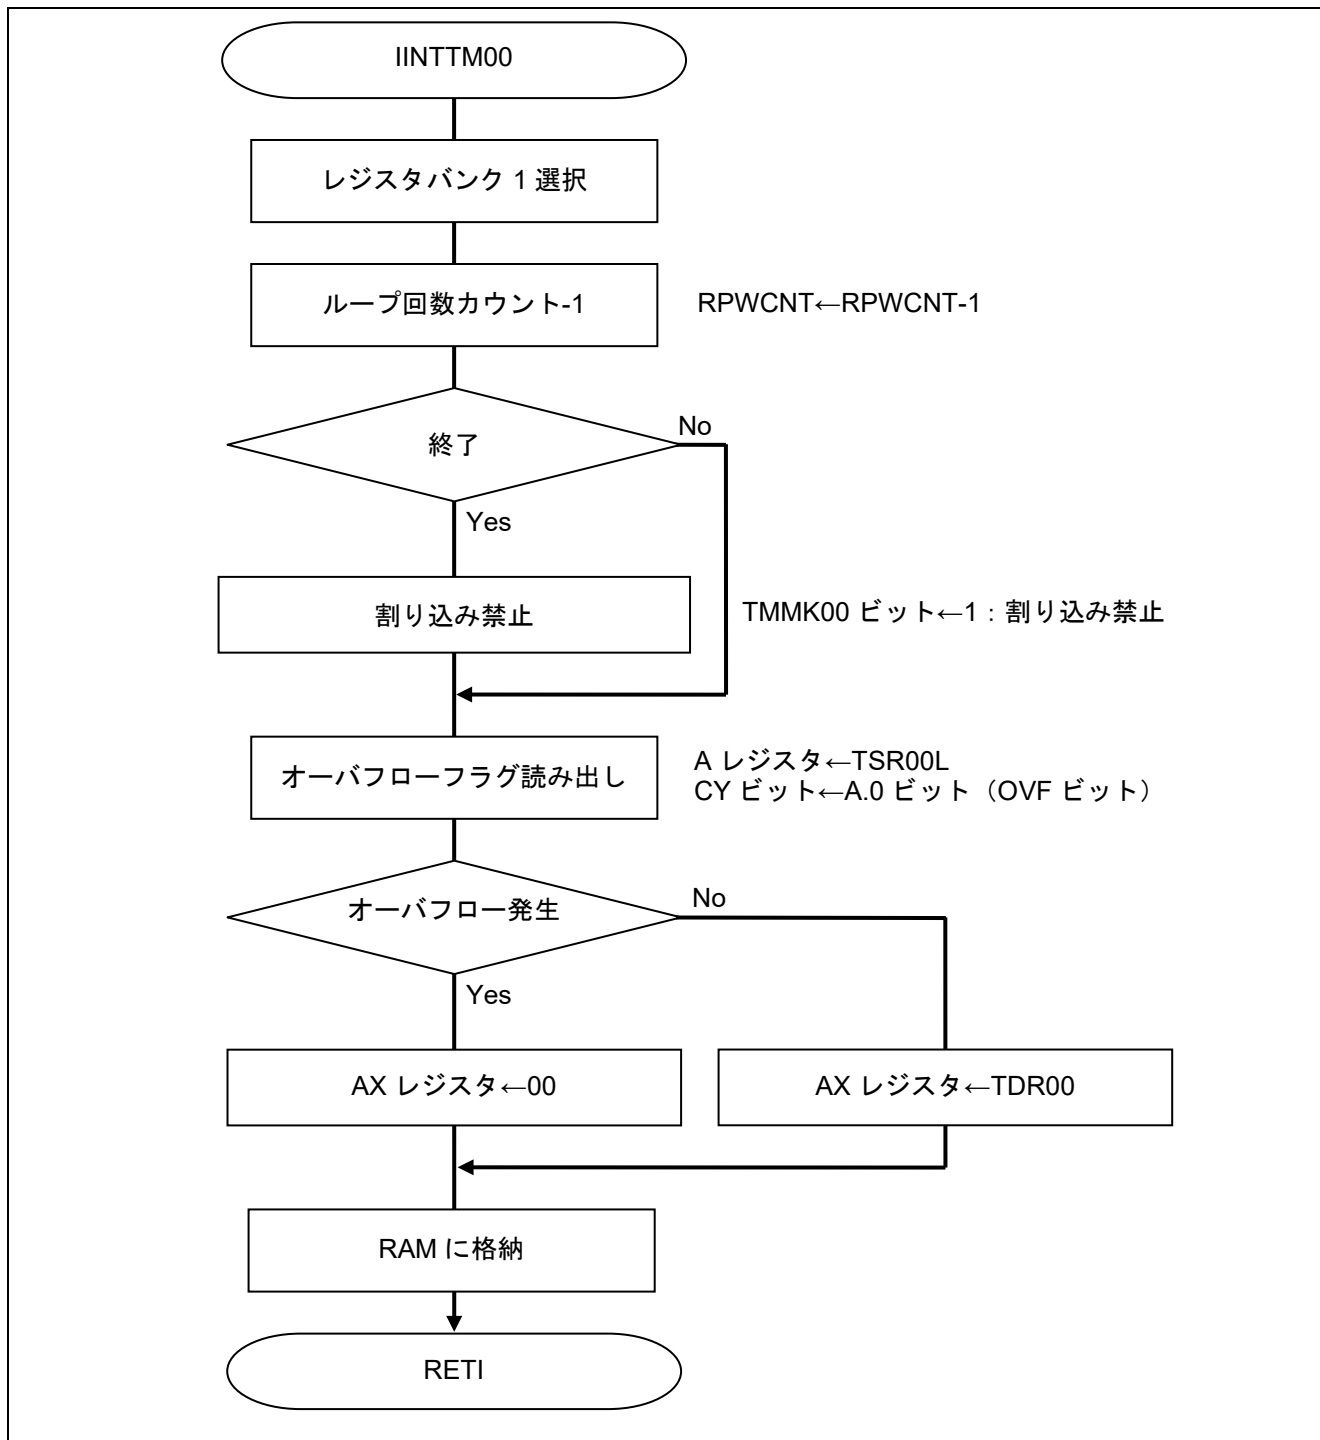 IINTTM00
レジスタバンク 1 選択
ループ回数カウント-1
RPWCNT←RPWCNT-1
終了
No
Yes
割り込み禁止
TMMK00 ビット←1：割り込み禁止
オーバフローフラグ読み出し
A レジスタ←TSR00L
CY ビット←A.0 ビット（OVF ビット）
オーバフロー発生
No
Yes
AX レジスタ←00
AX レジスタ←TDR00
RAM に格納
RETI